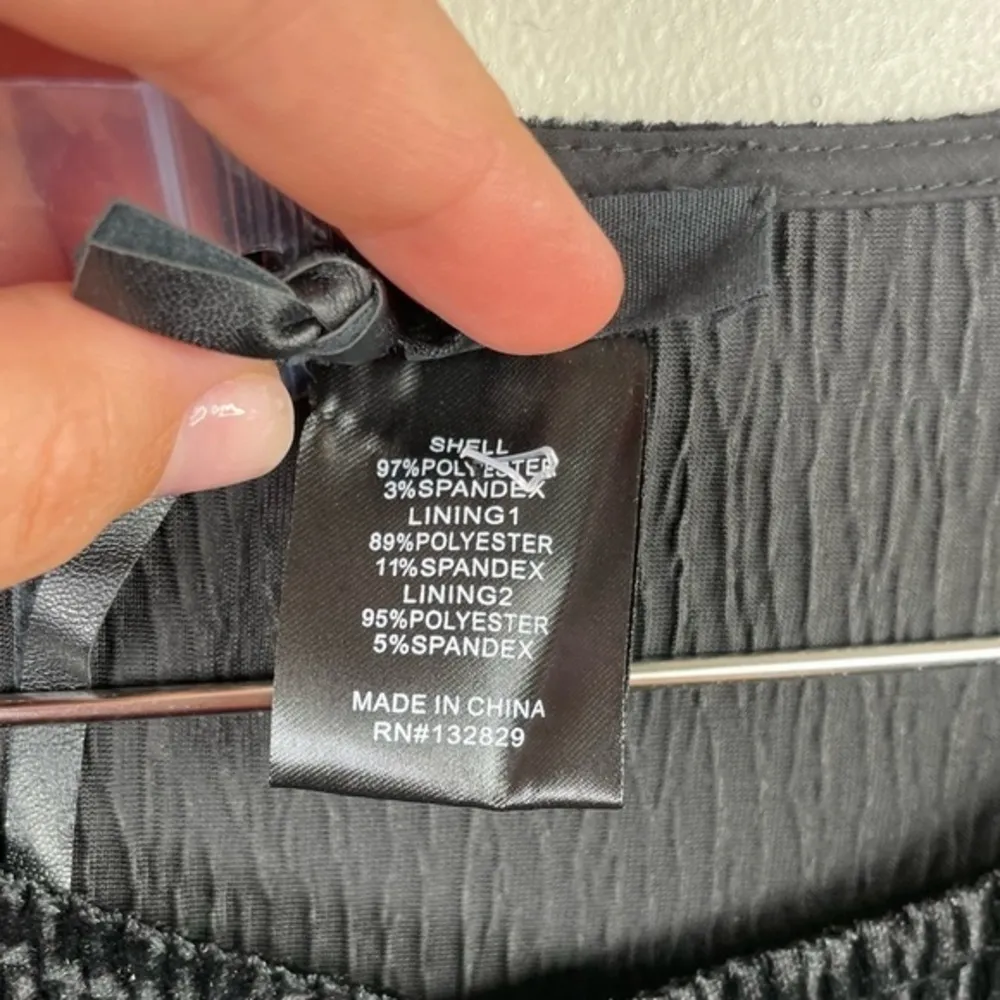 SHELL
97%POLYESTER
3%SPANDEX
LINING1
89%POLYESTER
11%SPANDEX
LINING2
95%POLYESTER
5%SPANDEX
MADE IN CHINA
RN#132829